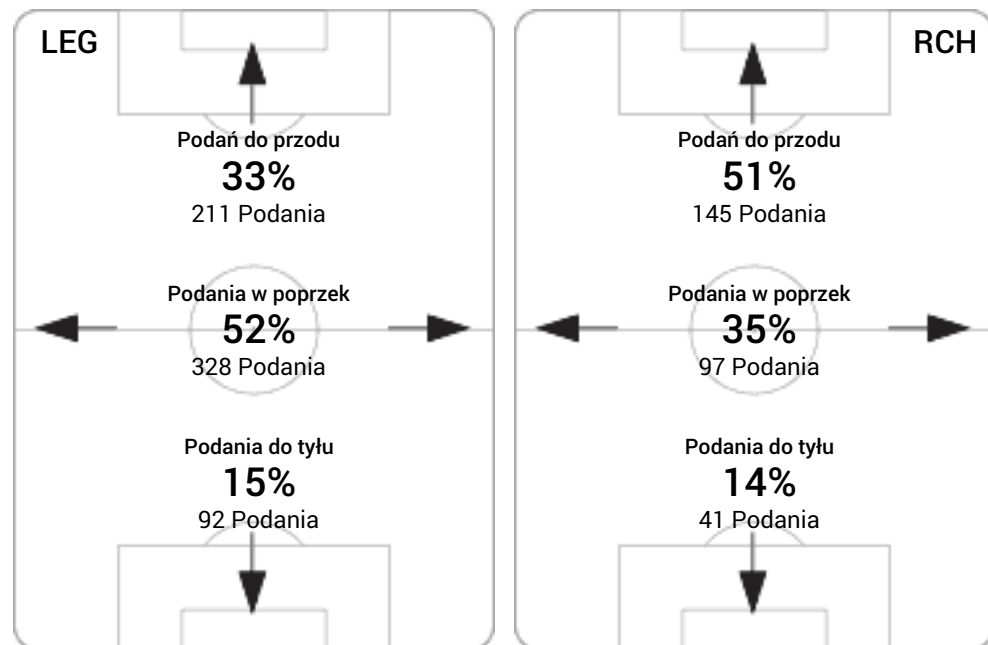 LEG
Podań do przodu
33%
211 Podania
Podania w poprzek
52%
328 Podania
Podania do tyłu
15%
92 Podania
RCH
Podań do przodu
51%
145 Podania
Podania w poprzek
35%
97 Podania
Podania do tyłu
14%
41 Podania